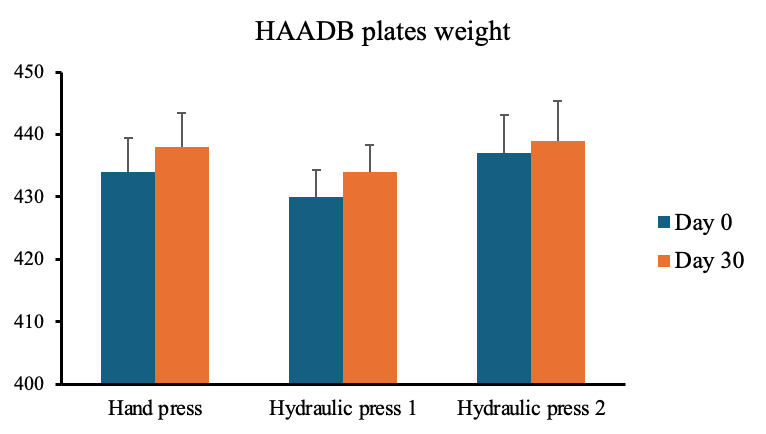 HAADB plates weight
450
440
430
420
410
400
Hand press
Hydraulic press 1
Hydraulic press 2
Day 0
Day 30